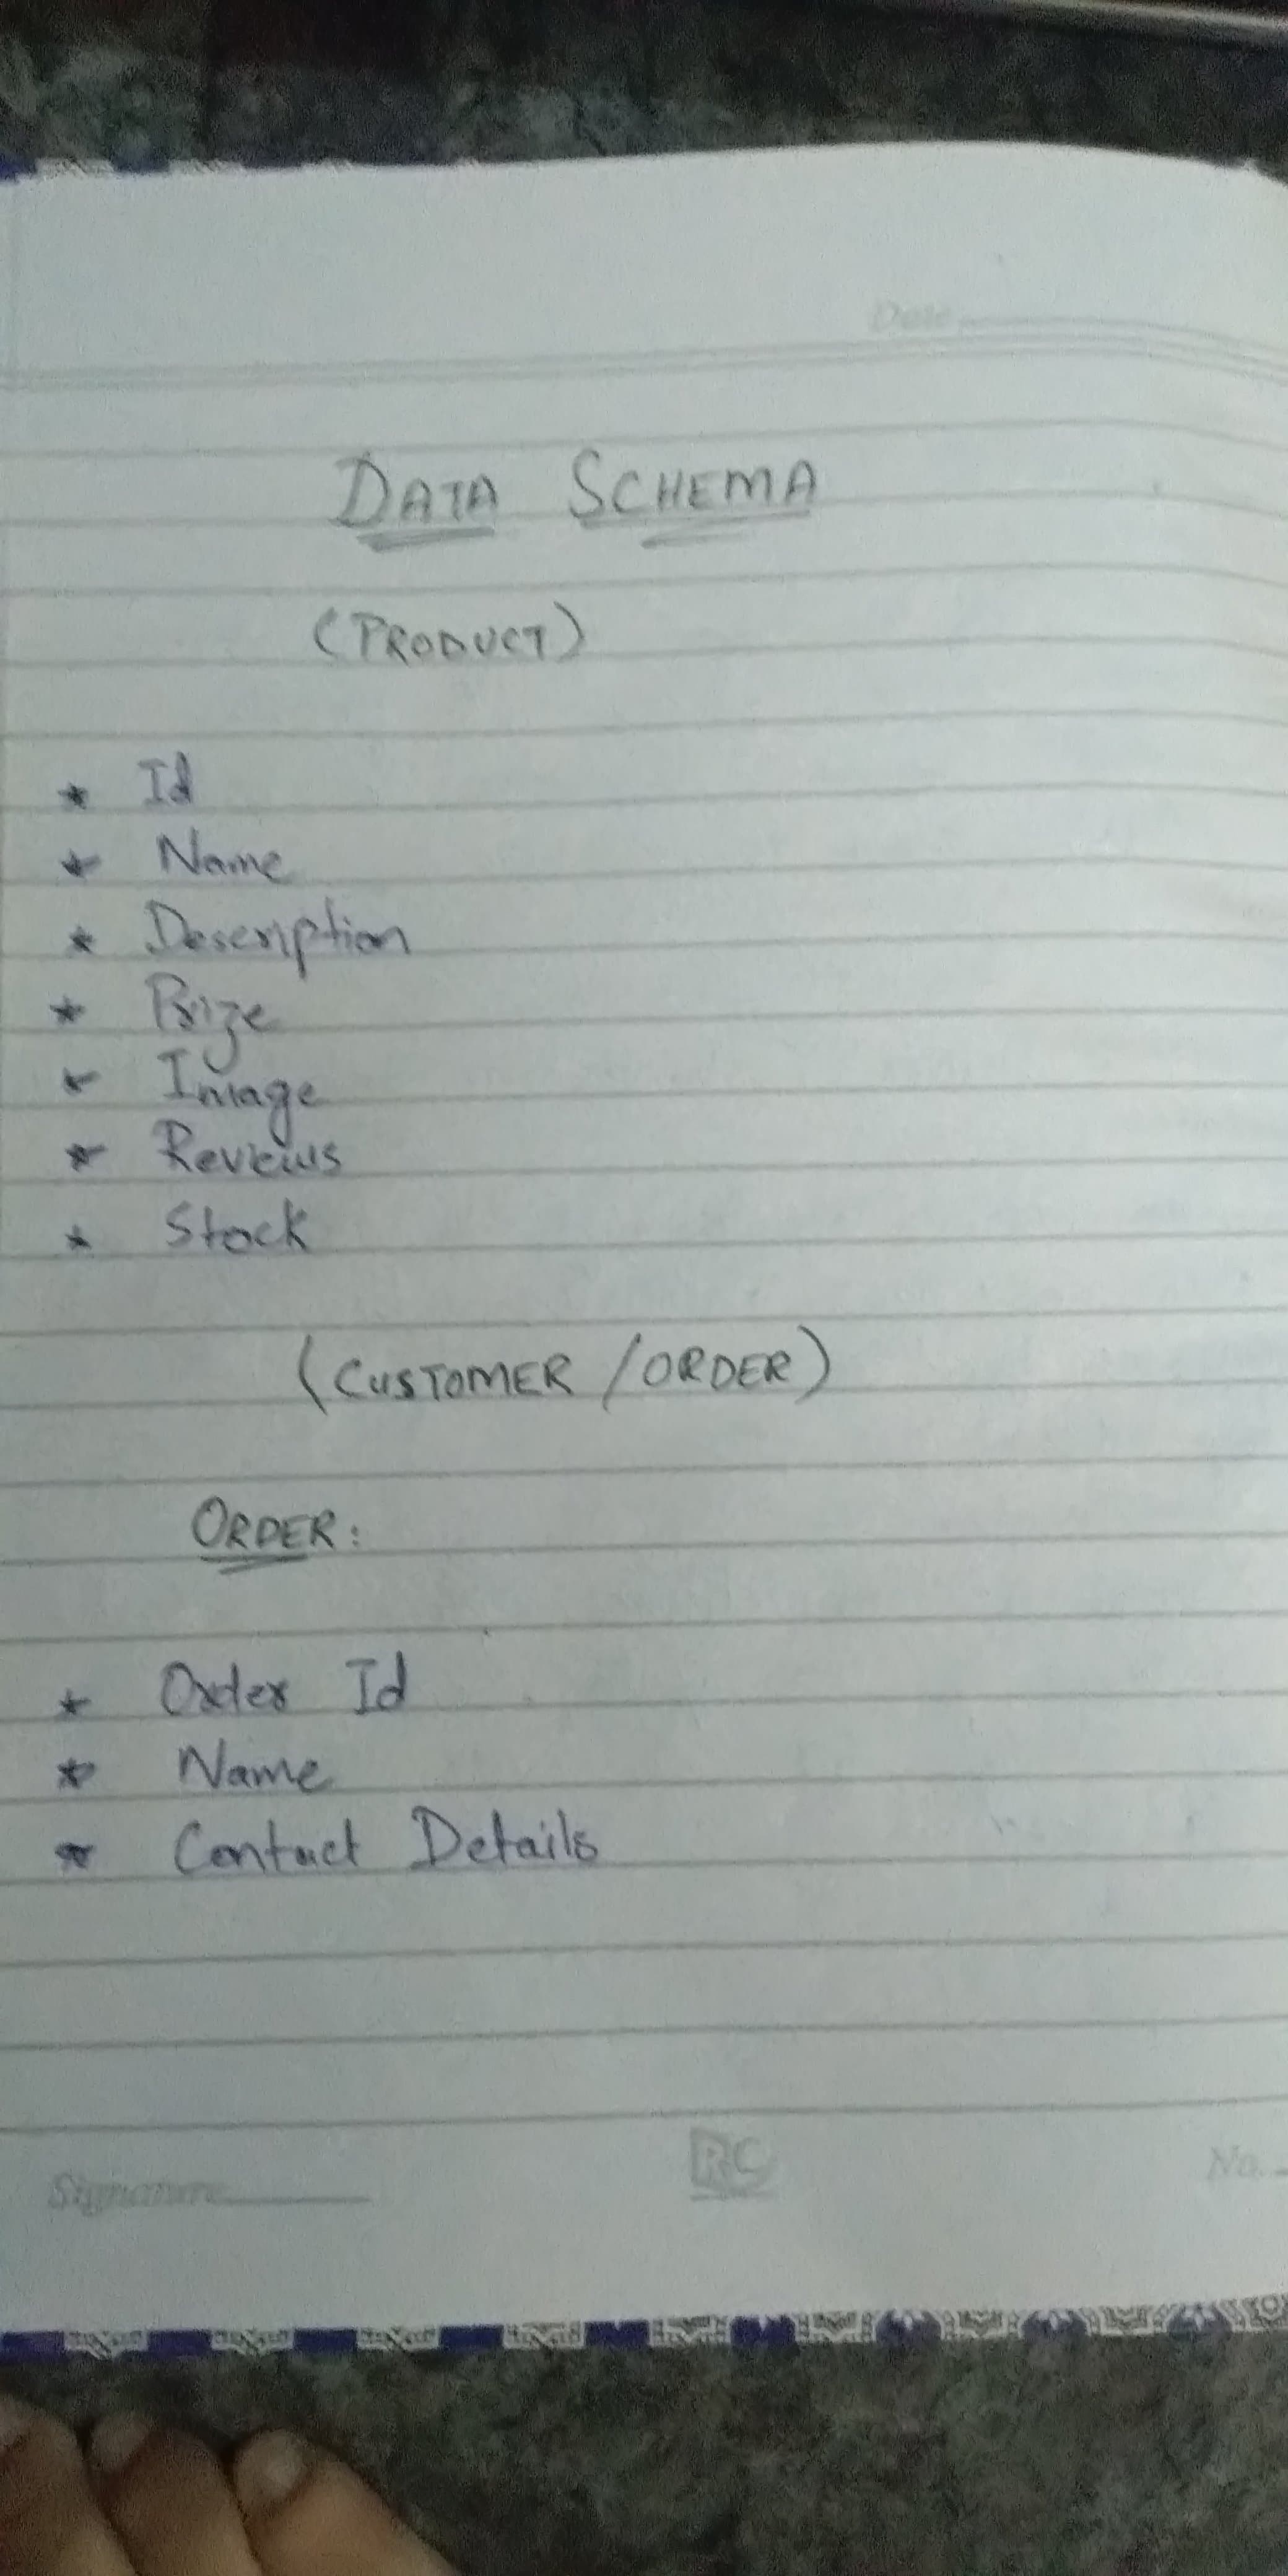 Date
DATA SCHEMA
(PRODUCT)
* Id
* Name
* Description
* Prize
* Image
* Reviews
* Stock
(CUSTOMER /ORDER)
ORDER:
* Order Id
* Name
* Contact Details
Signature RC No.